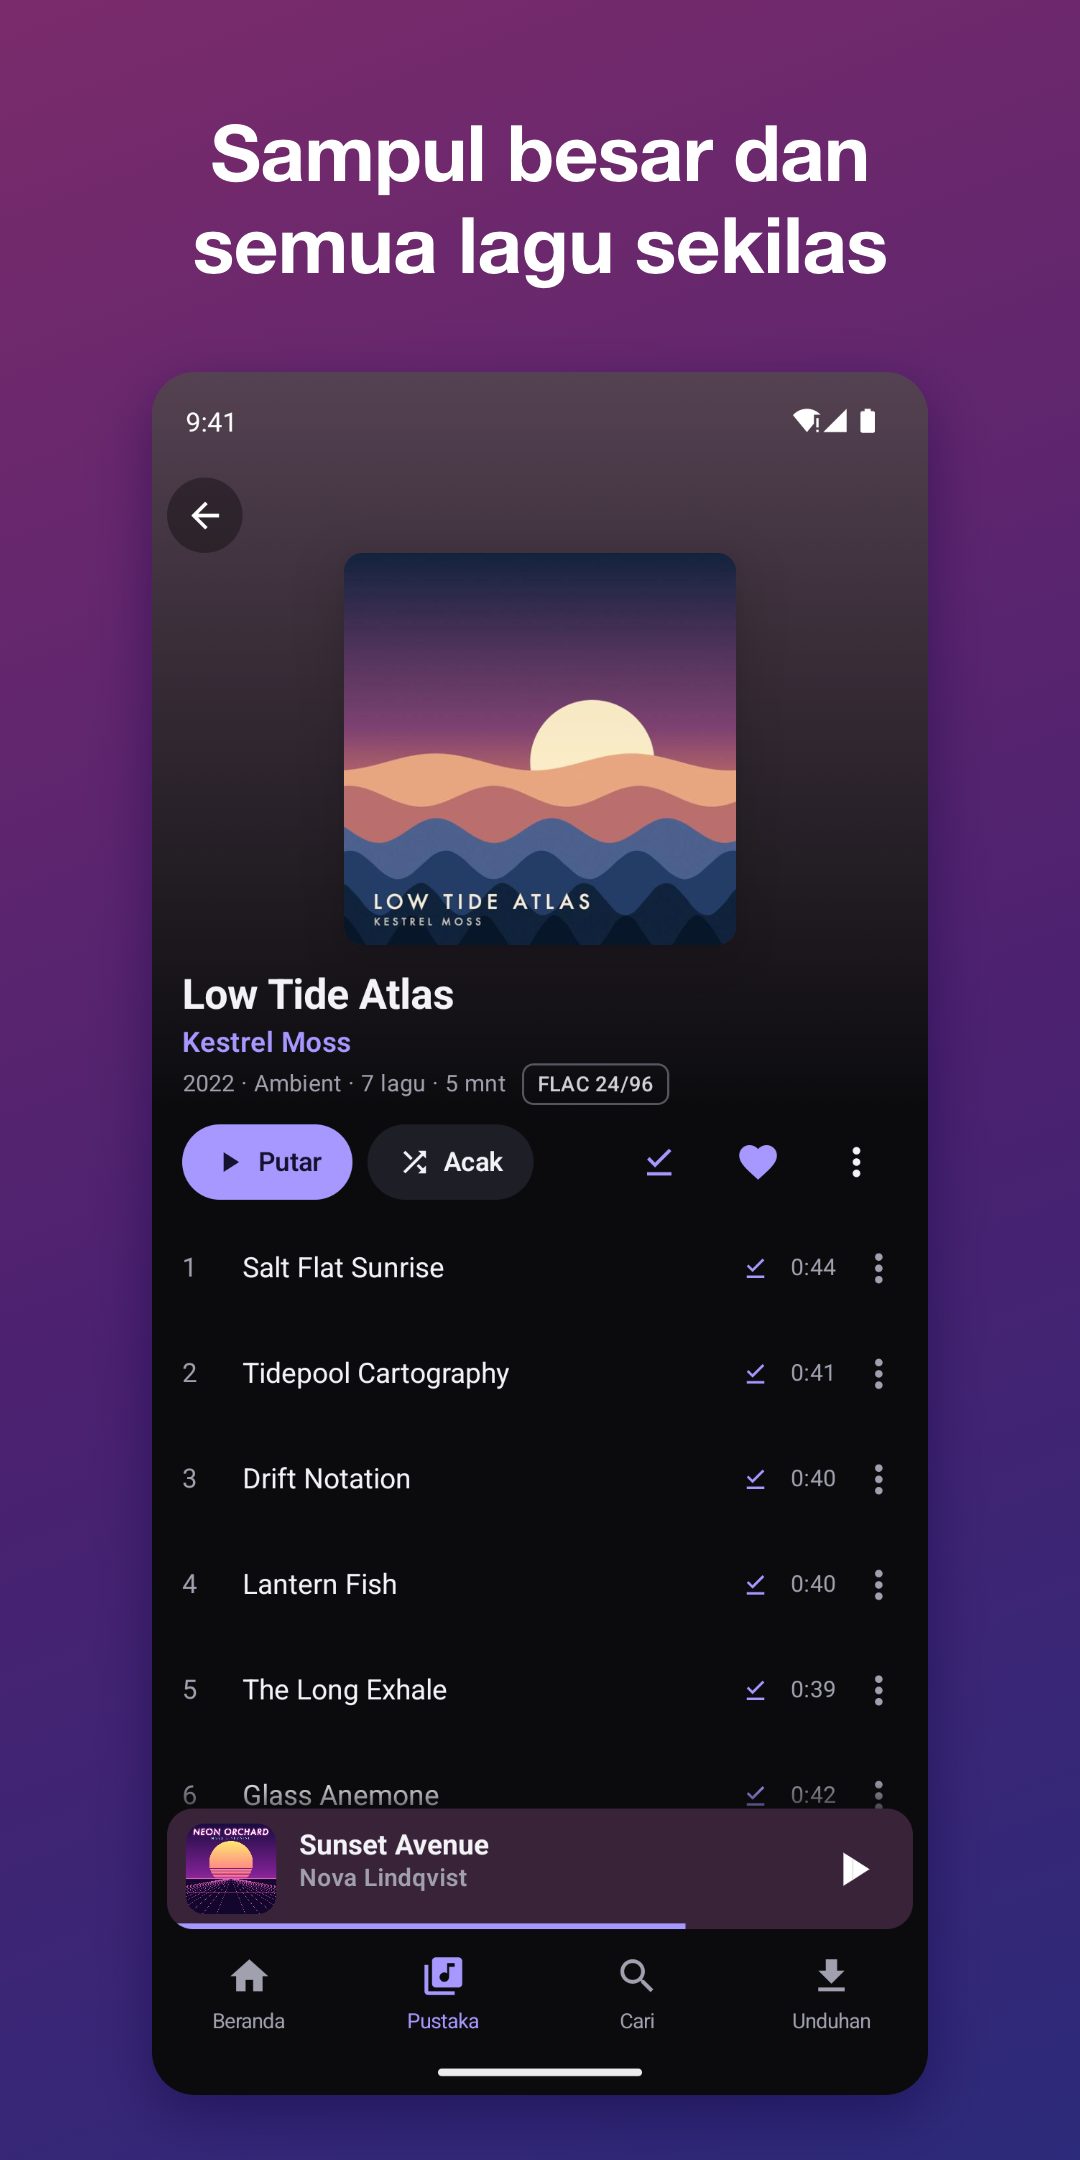 Sampul besar dan
semua lagu sekilas
9:41
LOW TIDE ATLAS
KESTREL MOSS
Low Tide Atlas
Kestrel Moss
2022 · Ambient · 7 lagu · 5 mnt FLAC 24/96
Putar Acak
1 Salt Flat Sunrise 0:44
2 Tidepool Cartography 0:41
3 Drift Notation 0:40
4 Lantern Fish 0:40
5 The Long Exhale 0:39
6 Glass Anemone 0:42
NEON ORCHARD
Sunset Avenue
Nova Lindqvist
Beranda Pustaka Cari Unduhan